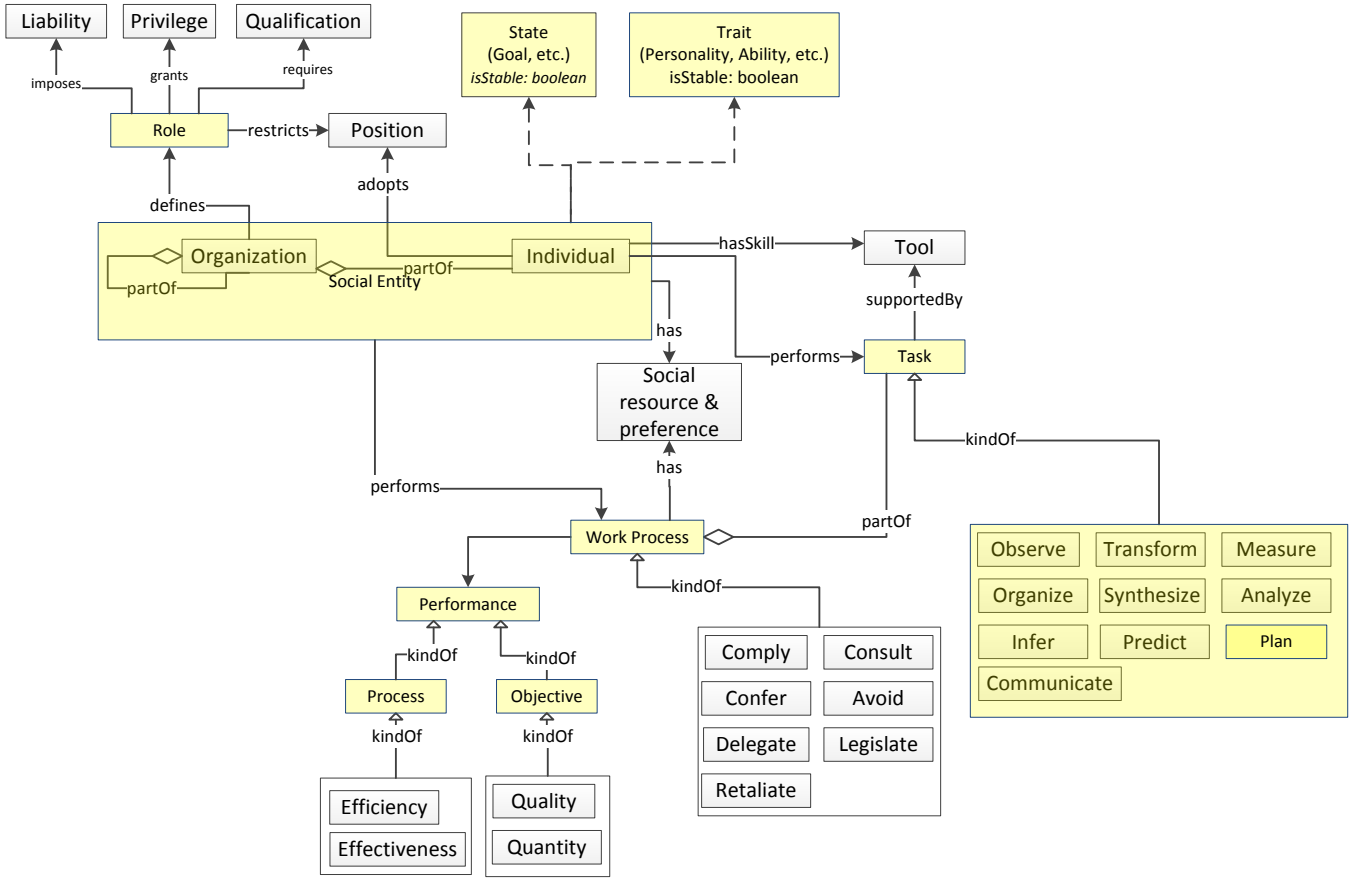 Liability
Privilege
Qualification
State
(Goal, etc.)
isStable: boolean
Trait
(Personality, Ability, etc.)
isStable: boolean
imposes
grants
requires
Role
restricts
Position
adopts
defines
Organization
Individual
partOf
partOf
Social Entity
hasSkill
Tool
supportedBy
has
performs
Task
Social
resource &
preference
kindOf
has
performs
partOf
Work Process
Observe
Transform
Measure
Organize
Synthesize
Analyze
Infer
Predict
Plan
Communicate
kindOf
Performance
kindOf
kindOf
Comply
Consult
Process
Objective
Confer
Avoid
kindOf
kindOf
Delegate
Legislate
Retaliate
Efficiency
Effectiveness
Quality
Quantity